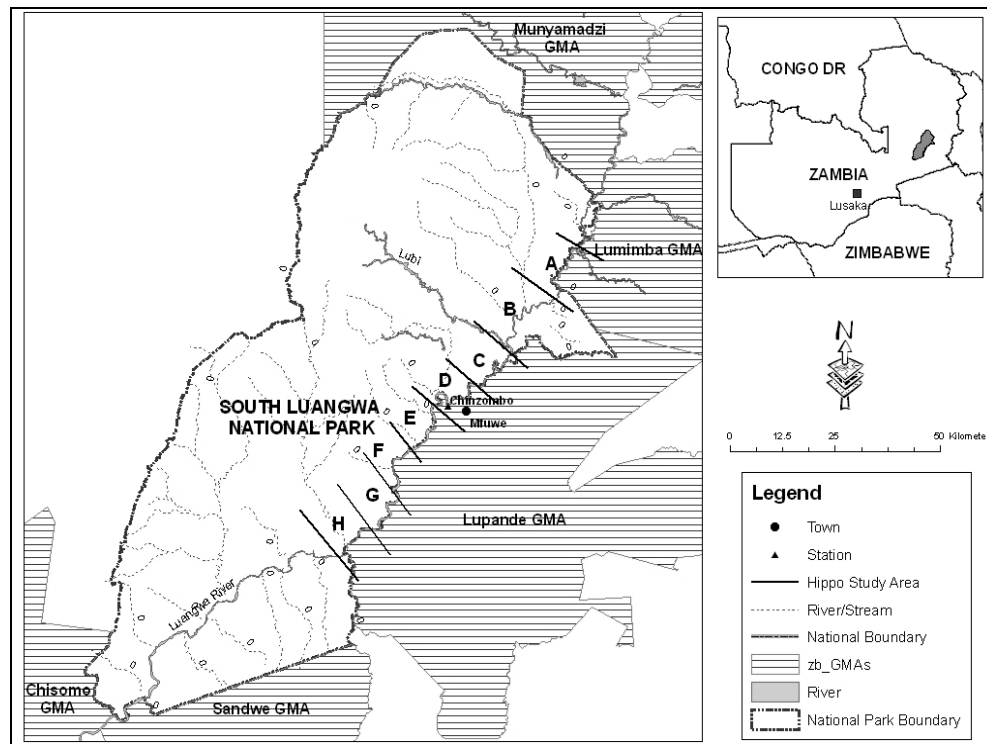 Munyamadzi
GMA
Lumimba GMA
Lubi
A
B
C
D
Chinzombo
Mfuwe
E
F
G
H
SOUTH LUANGWA
NATIONAL PARK
Lupande GMA
Luangwa River
Chisomo
GMA
Sandwe GMA
CONGO DR
ZAMBIA
Lusaka
ZIMBABWE
N
0 12.5 25 50 Kilomete
Legend
Town
Station
Hippo Study Area
River/Stream
National Boundary
zb_GMAs
River
National Park Boundary